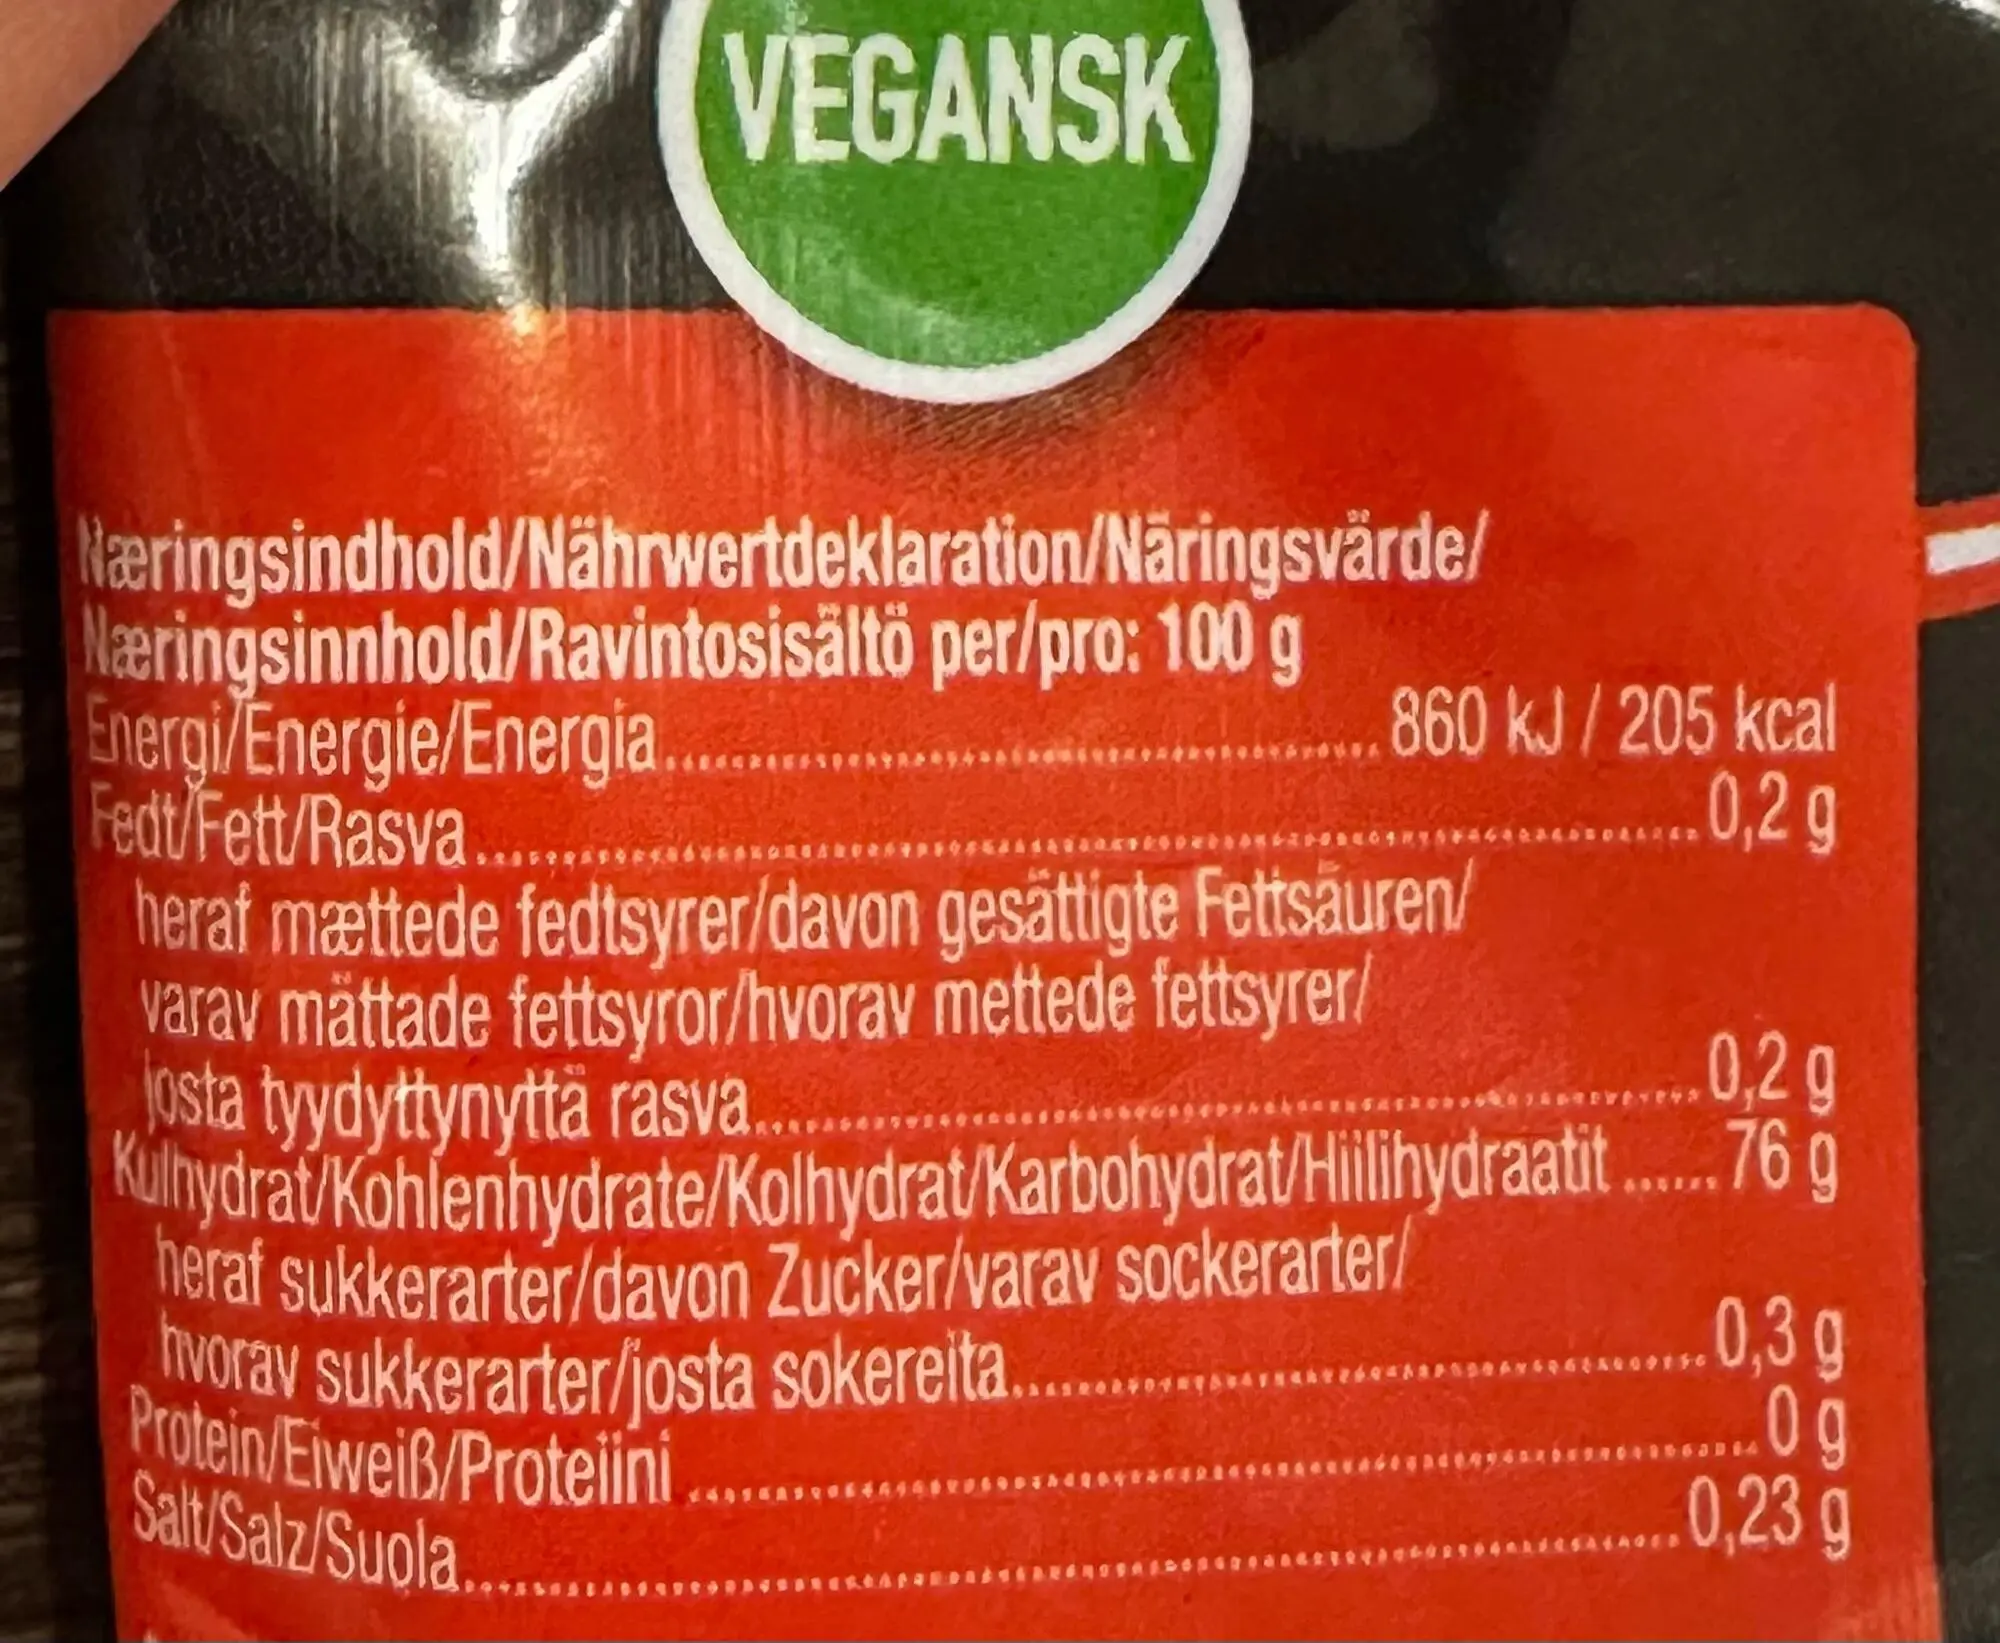 VEGANSK
Næringsindhold/Nährwertdeklaration/Näringsvärde/
Næringsinnhold/Ravintosisältö per/pro: 100 g
Energi/Energie/Energia 860 kJ / 205 kcal
Fedt/Fett/Rasva 0,2 g
heraf mættede fedtsyrer/davon gesättigte Fettsäuren/
varav mättade fettsyror/hvorav mettede fettsyrer/
josta tyydyttynyttä rasva 0,2 g
Kulhydrat/Kohlenhydrate/Kolhydrat/Karbohydrat/Hiilihydraatit 76 g
heraf sukkerarter/davon Zucker/varav sockerarter/
hvorav sukkerarter/josta sokereita 0,3 g
Protein/Eiweiß/Proteiini 0 g
Salt/Salz/Suola 0,23 g